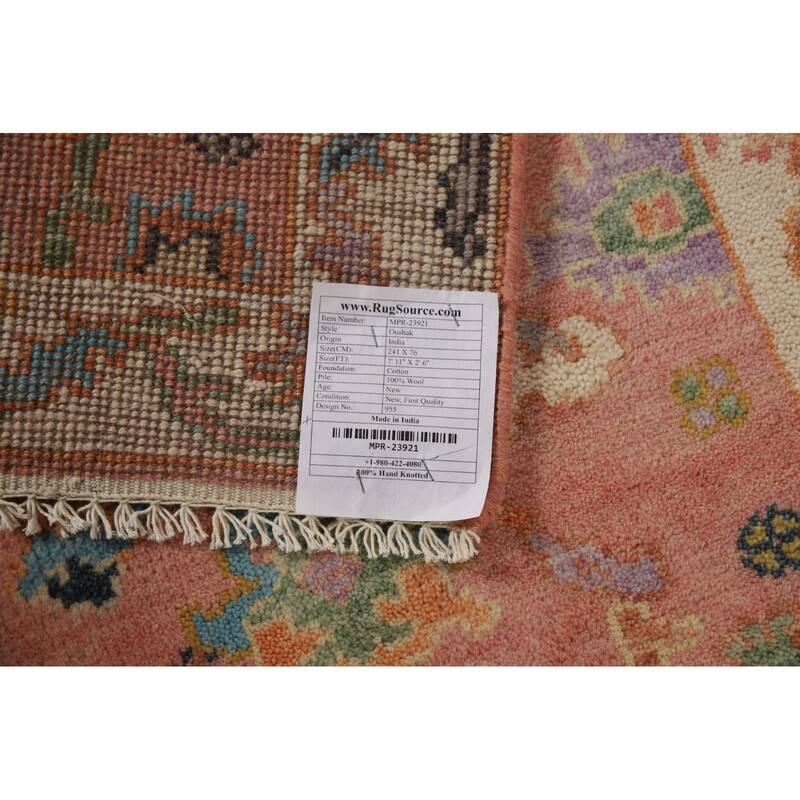 www.RugSource.com
Item Number: MPR-23921
Style Oushak
Origin India
Size(CM): 241 X 76
Size(FT): 7' 11" X 2' 6"
Foundation: Cotton
Pile: 100% Wool
Age: New
Condition: New, First Quality
Design No.: 955
Made in India
MPR-23921
+1-980-422-4080
100% Hand Knotted